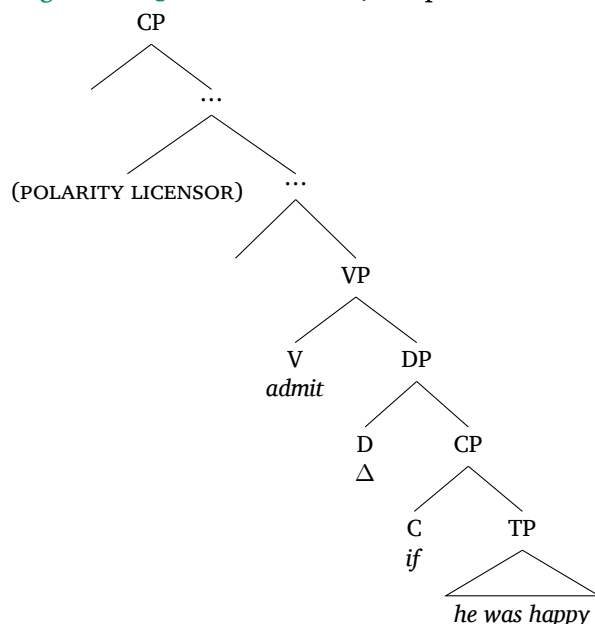 CP
...
(POLARITY LICENSOR)
...
VP
V
DP
admit
D
CP
Δ
C
TP
if
he was happy